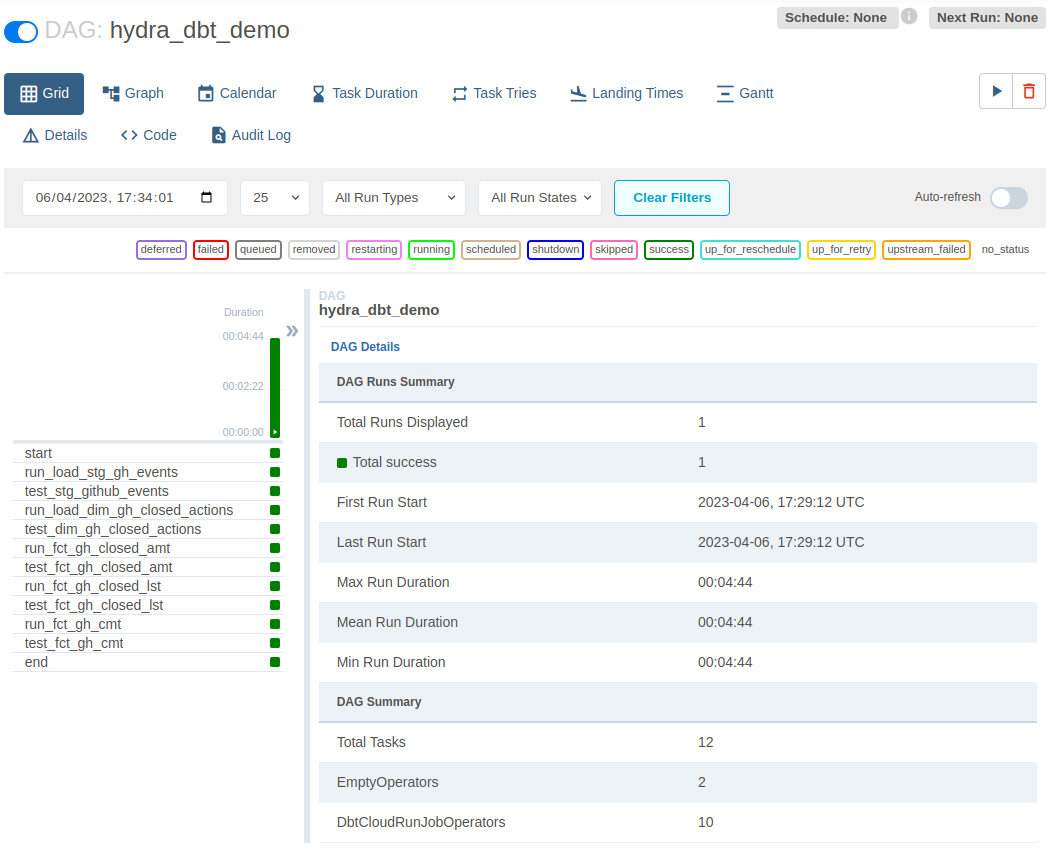 DAG: hydra_dbt_demo
Schedule: None
Next Run: None
Grid
Graph
Calendar
Task Duration
Task Tries
Landing Times
Gantt
Details
Code
Audit Log
06/04/2023, 17:34:01
25
All Run Types
All Run States
Clear Filters
Auto-refresh
deferred
failed
queued
removed
restarting
running
scheduled
shutdown
skipped
success
up_for_reschedule
up_for_retry
upstream_failed
no_status
Duration
00:04:44
00:02:22
00:00:00
start
run_load_stg_gh_events
test_stg_github_events
run_load_dim_gh_closed_actions
test_dim_gh_closed_actions
run_fct_gh_closed_amt
test_fct_gh_closed_amt
run_fct_gh_closed_lst
test_fct_gh_closed_lst
run_fct_gh_cmt
test_fct_gh_cmt
end
DAG
hydra_dbt_demo
DAG Details
DAG Runs Summary
Total Runs Displayed 1
Total success 1
First Run Start 2023-04-06, 17:29:12 UTC
Last Run Start 2023-04-06, 17:29:12 UTC
Max Run Duration 00:04:44
Mean Run Duration 00:04:44
Min Run Duration 00:04:44
DAG Summary
Total Tasks 12
EmptyOperators 2
DbtCloudRunJobOperators 10